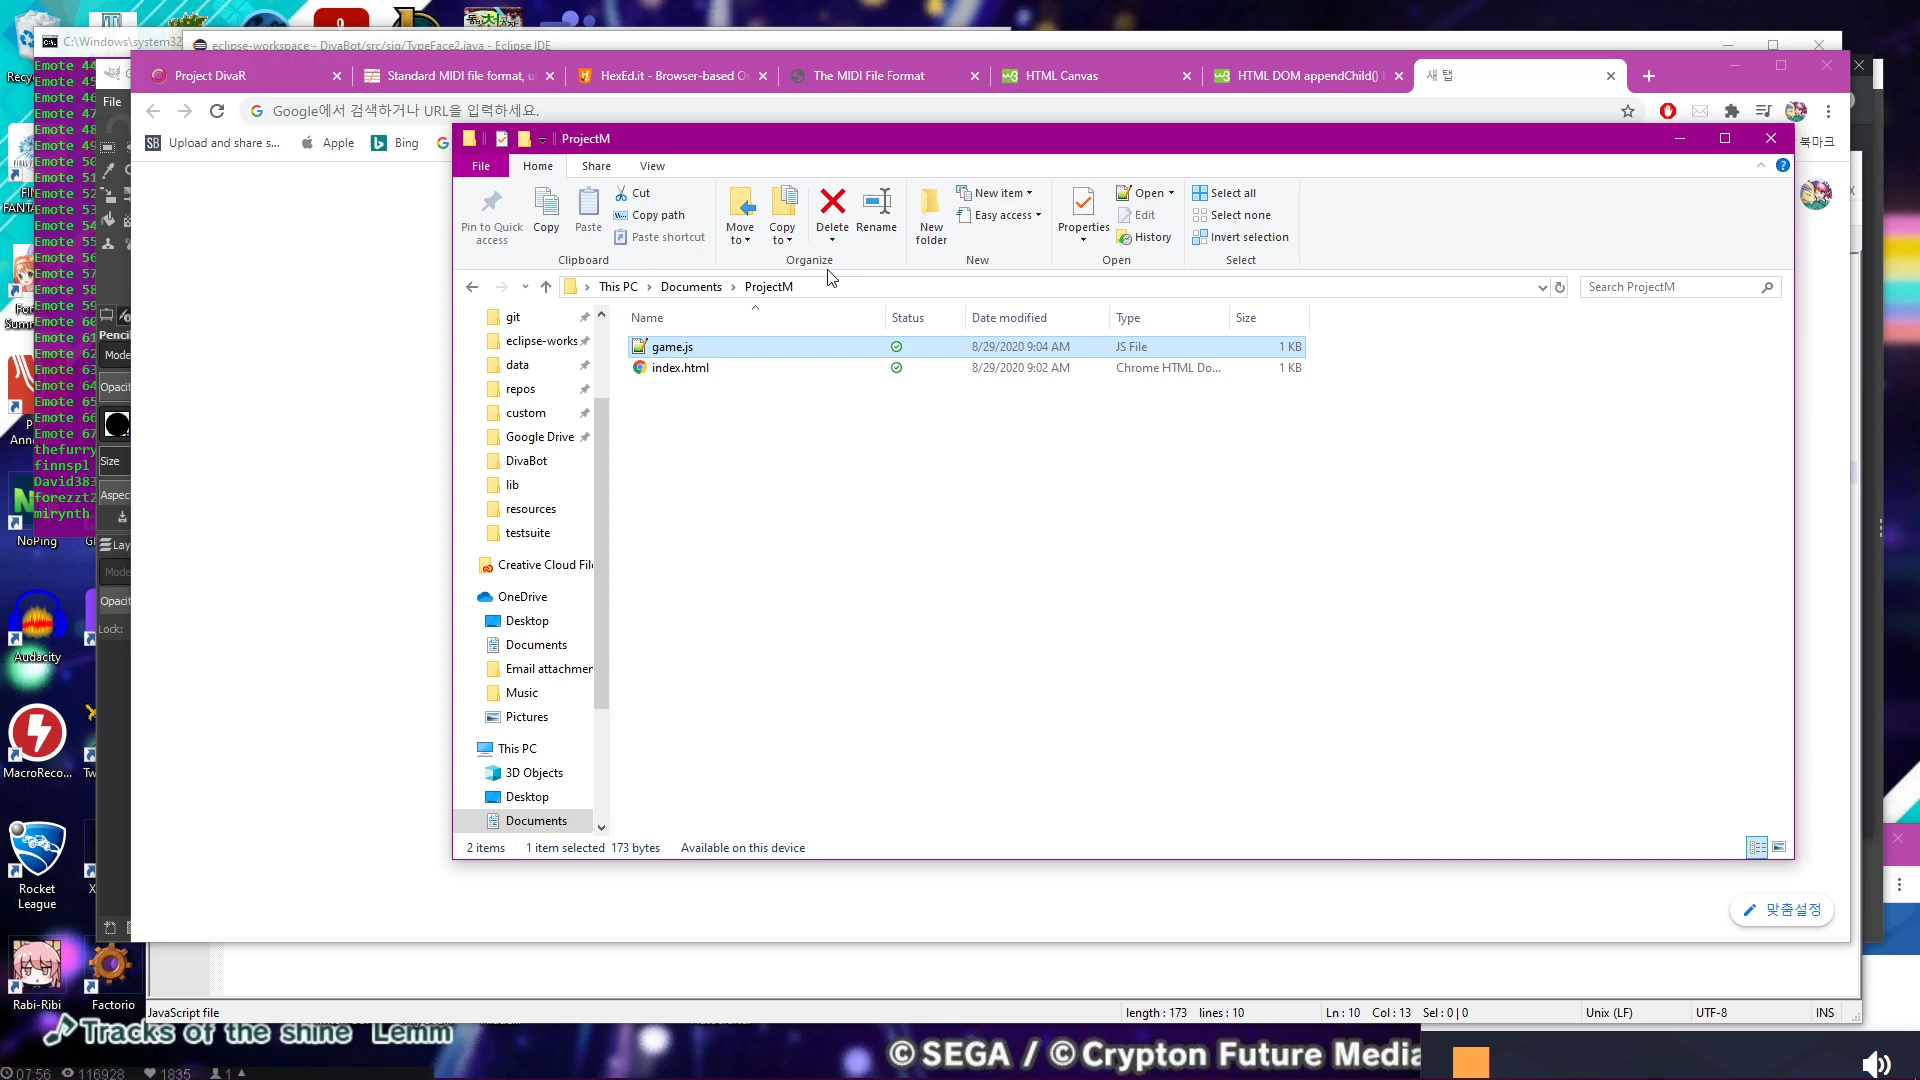 C:\Windows\system32
eclipse-workspace - DivaBot/src/sig/TypeFace2.java - Eclipse IDE
Project DivaR
Standard MIDI file format, u
HexEd.it - Browser-based O
The MIDI File Format
HTML Canvas
HTML DOM appendChild()
새 탭
Google에서 검색하거나 URL을 입력하세요.
Upload and share s...
Apple
Bing
북마크
ProjectM
File
Home
Share
View
Pin to Quick access
Copy
Paste
Cut
Copy path
Paste shortcut
Clipboard
Move to
Copy to
Delete
Rename
Organize
New folder
New item
Easy access
New
Properties
Open
Edit
History
Open
Select all
Select none
Invert selection
Select
This PC
Documents
ProjectM
Search ProjectM
Name
Status
Date modified
Type
Size
game.js
8/29/2020 9:04 AM
JS File
1 KB
index.html
8/29/2020 9:02 AM
Chrome HTML Do...
1 KB
git
eclipse-works
data
repos
custom
Google Drive
DivaBot
lib
resources
testsuite
Creative Cloud Fil
OneDrive
Desktop
Documents
Email attachmer
Music
Pictures
This PC
3D Objects
Desktop
Documents
2 items
1 item selected 173 bytes
Available on this device
맞춤설정
Emote 44
Emote 45
Emote 46
Emote 47
Emote 48
Emote 49
Emote 50
Emote 51
Emote 52
Emote 53
Emote 54
Emote 55
Emote 56
Emote 57
Emote 58
Emote 59
Emote 60
Emote 61
Emote 62
Emote 63
Emote 64
Emote 65
Emote 66
Emote 67
thefurry
finnspl
David383
forezzt2
mirynth
File
Pencil
Mode
Opacit
Size
Aspec
Lay
Mode
Opacit
Lock:
NoPing
Audacity
MacroReco...
Rocket League
Rabi-Ribi
Factorio
JavaScript file
length : 173 lines : 10
Ln : 10 Col : 13 Sel : 0 | 0
Unix (LF)
UTF-8
INS
Tracks of the shine Lemm
© SEGA / © Crypton Future Media
07:56 116928 1835 1